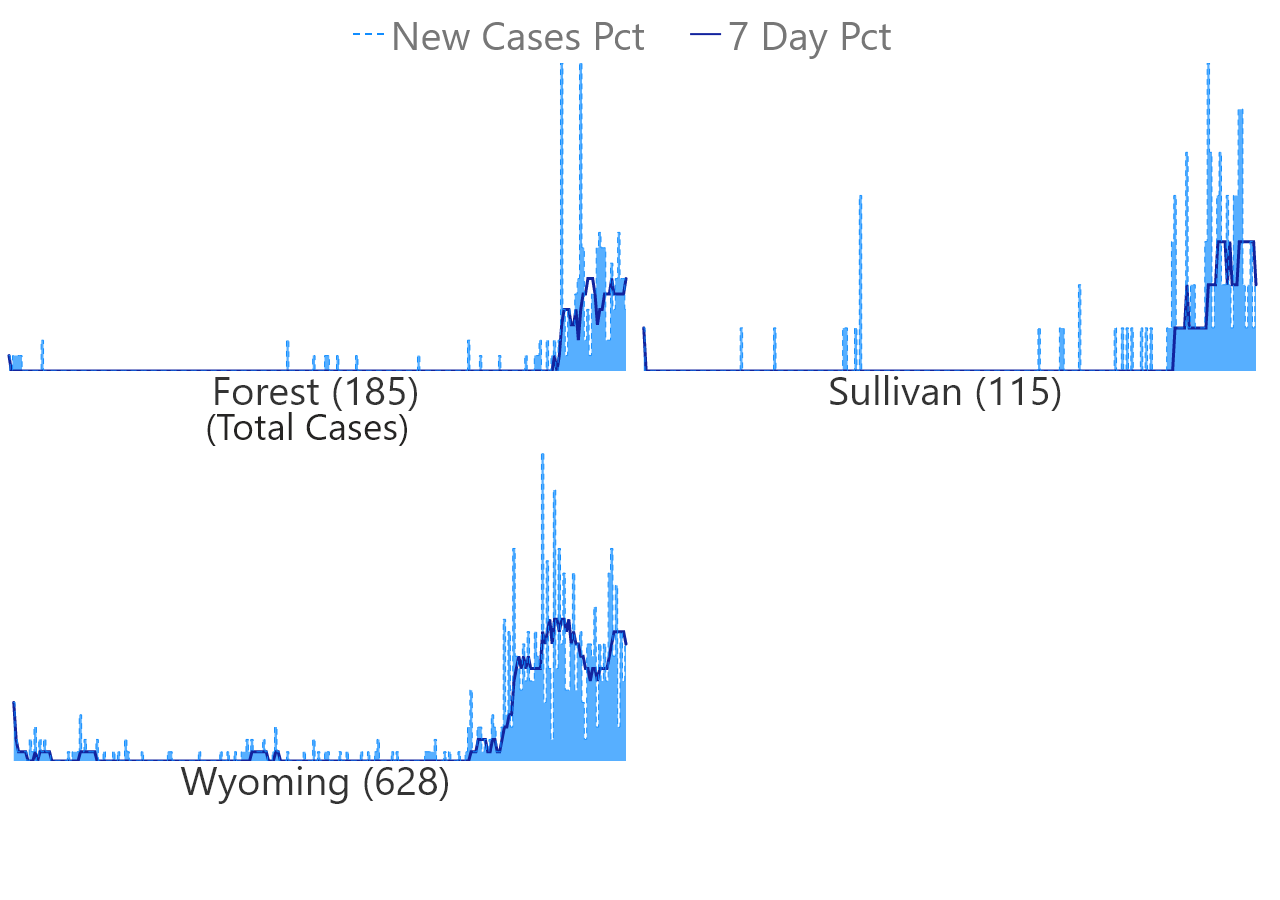 New Cases Pct 7 Day Pct
Forest (185) Sullivan (115)
(Total Cases)
Wyoming (628)